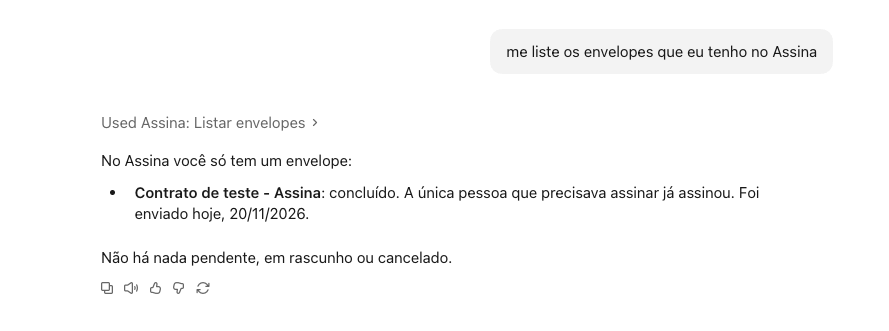 me liste os envelopes que eu tenho no Assina
Used Assina: Listar envelopes >
No Assina você só tem um envelope:
• Contrato de teste - Assina: concluído. A única pessoa que precisava assinar já assinou. Foi
enviado hoje, 20/11/2026.
Não há nada pendente, em rascunho ou cancelado.